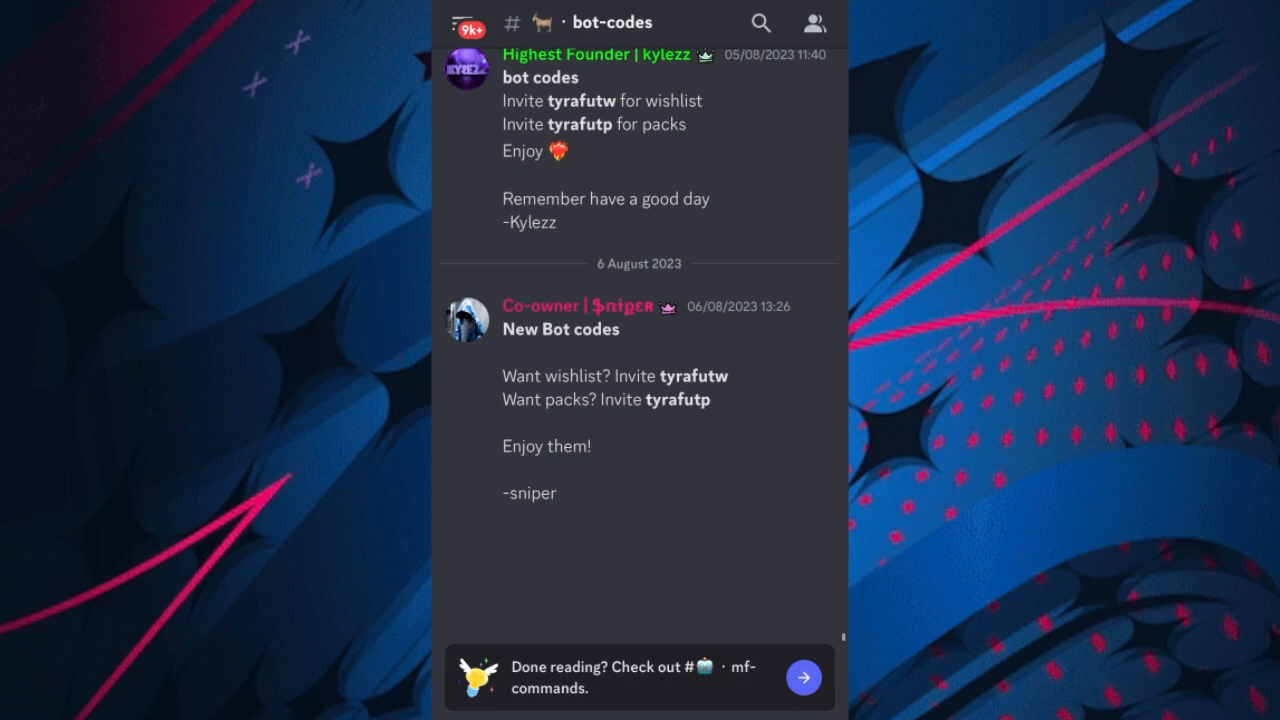 9k+
# 🐐 · bot-codes
Highest Founder | kylezz 05/08/2023 11:40
KYLEZZ
bot codes
Invite tyrafutw for wishlist
Invite tyrafutp for packs
Enjoy ❤️‍🔥
Remember have a good day
-Kylezz
6 August 2023
Co-owner | Sniper 06/08/2023 13:26
New Bot codes
Want wishlist? Invite tyrafutw
Want packs? Invite tyrafutp
Enjoy them!
-sniper
Done reading? Check out #🤖 · mf-
commands.